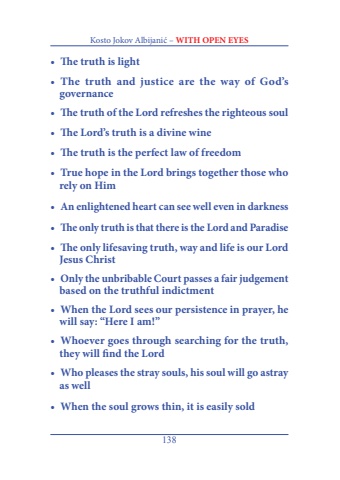 Kosto Jokov Albijanić – WITH OPEN EYES
• The truth is light
• The truth and justice are the way of God’s
governance
• The truth of the Lord refreshes the righteous soul
• The Lord’s truth is a divine wine
• The truth is the perfect law of freedom
• True hope in the Lord brings together those who
rely on Him
• An enlightened heart can see well even in darkness
• The only truth is that there is the Lord and Paradise
• The only lifesaving truth, way and life is our Lord
Jesus Christ
• Only the unbribable Court passes a fair judgement
based on the truthful indictment
• When the Lord sees our persistence in prayer, he
will say: “Here I am!”
• Whoever goes through searching for the truth,
they will find the Lord
• Who pleases the stray souls, his soul will go astray
as well
• When the soul grows thin, it is easily sold
138